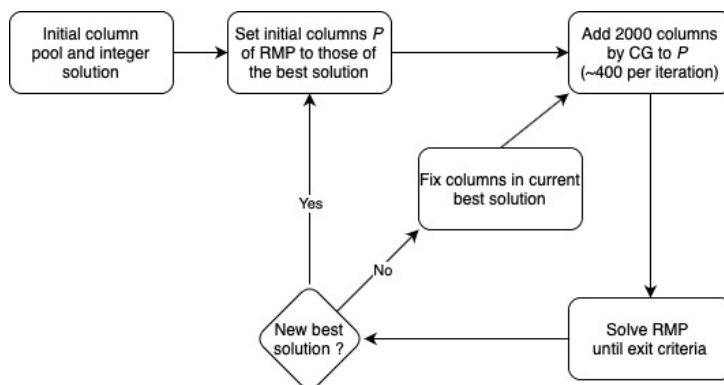 Initial column
pool and integer
solution
Set initial columns P
of RMP to those of
the best solution
Add 2000 columns
by CG to P
(~400 per iteration)
Fix columns in current
best solution
Yes
No
New best
solution ?
Solve RMP
until exit criteria